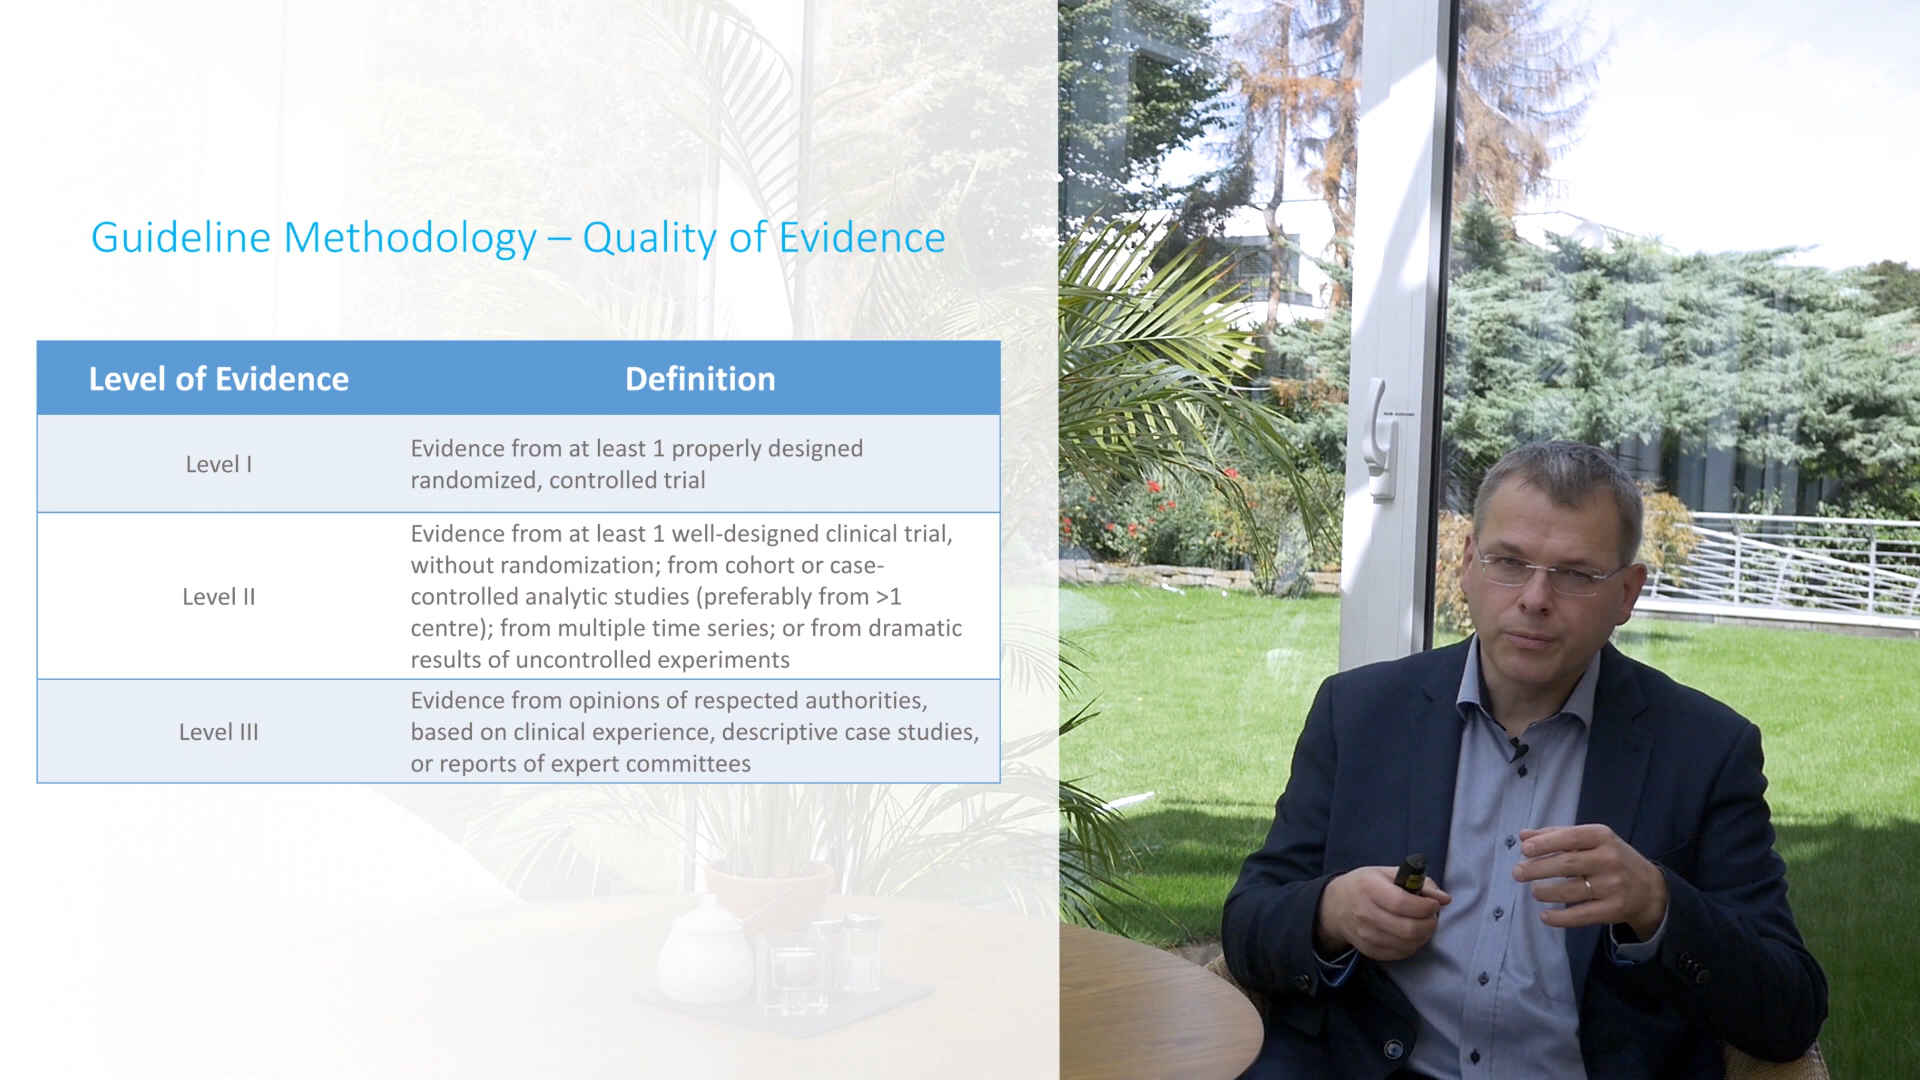 Guideline Methodology – Quality of Evidence
Level of Evidence
Definition
Level I
Evidence from at least 1 properly designed
randomized, controlled trial
Level II
Evidence from at least 1 well-designed clinical trial,
without randomization; from cohort or case-
controlled analytic studies (preferably from >1
centre); from multiple time series; or from dramatic
results of uncontrolled experiments
Level III
Evidence from opinions of respected authorities,
based on clinical experience, descriptive case studies,
or reports of expert committees